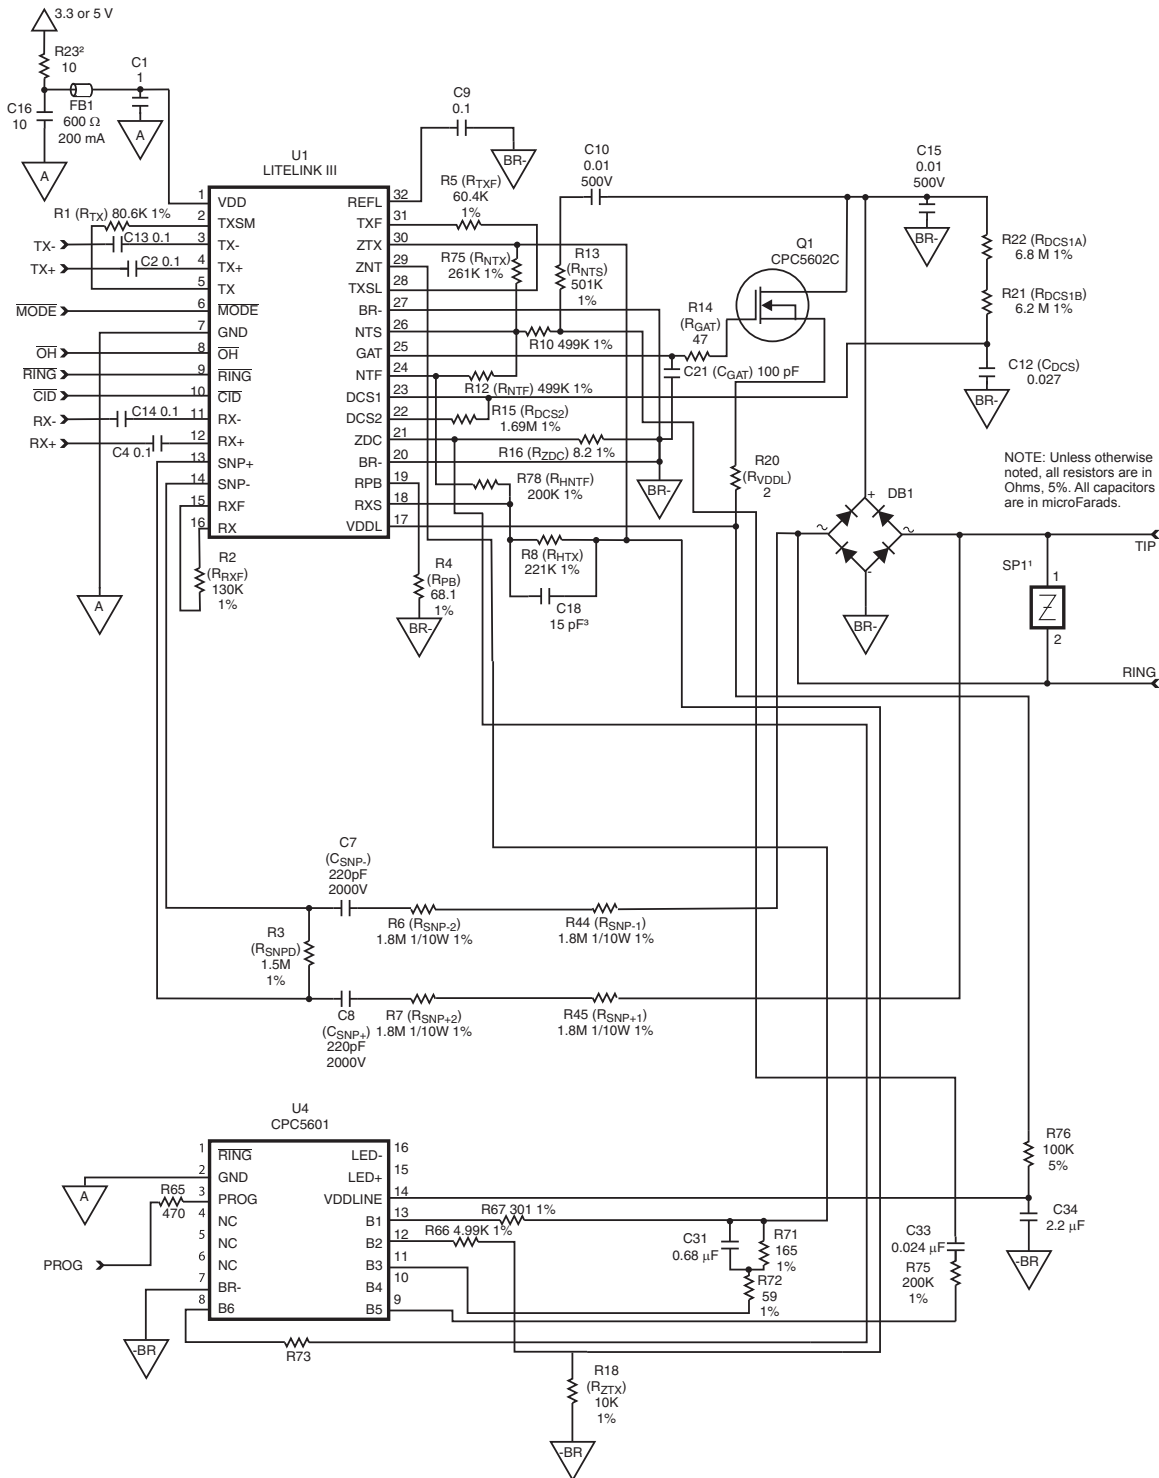 3.3 or 5 V
R23²
10
C1
1
C16
10
FB1
600 Ω
200 mA
A
A
U1
LITELINK III
C9
0.1
BR-
1 VDD
2 TXSM
3 TX-
4 TX+
5 TX
6 MODE
7 GND
8 OH
9 RING
10 CID
11 RX-
12 RX+
13 SNP+
14 SNP-
15 RXF
16 RX
REFL 32
TXF 31
ZTX 30
ZNT 29
TXSL 28
BR- 27
NTS 26
GAT 25
NTF 24
DCS1 23
DCS2 22
ZDC 21
BR- 20
RPB 19
RXS 18
VDDL 17
R1 (RTX) 80.6K 1%
TX-
C13 0.1
TX+
C2 0.1
MODE
OH
RING
CID
RX-
C14 0.1
RX+
C4 0.1
R2
(RRXF)
130K
1%
A
R5 (RTXF)
60.4K
1%
R75 (RNTX)
261K 1%
C10
0.01
500V
R13
(RNTS)
501K
1%
R10 499K 1%
R12 (RNTF) 499K 1%
R15 (RDCS2)
1.69M 1%
R16 (RZDC) 8.2 1%
R78 (RHNTF)
200K 1%
R8 (RHTX)
221K 1%
C18
15 pF³
R4
(RPB)
68.1
1%
BR-
R14
(RGAT)
47
C21 (CGAT) 100 pF
BR-
Q1
CPC5602C
C15
0.01
500V
BR-
R22 (RDCS1A)
6.8 M 1%
R21 (RDCS1B)
6.2 M 1%
C12 (CDCS)
0.027
BR-
R20
(RVDDL)
2
NOTE: Unless otherwise
noted, all resistors are in
Ohms, 5%. All capacitors
are in microFarads.
DB1
+
~
~
-
BR-
TIP
SP1¹
1
2
RING
C7
(CSNP-)
220pF
2000V
R6 (RSNP-2)
1.8M 1/10W 1%
R44 (RSNP-1)
1.8M 1/10W 1%
R3
(RSNPD)
1.5M
1%
C8
(CSNP+)
220pF
2000V
R7 (RSNP+2)
1.8M 1/10W 1%
R45 (RSNP+1)
1.8M 1/10W 1%
U4
CPC5601
1 RING
2 GND
3 PROG
4 NC
5 NC
6 NC
7 BR-
8 B6
LED- 16
LED+ 15
VDDLINE 14
B1 13
B2 12
B3 11
B4 10
B5 9
A
R65
470
PROG
-BR
R73
R67 301 1%
R66 4.99K 1%
C31
0.68 µF
R71
165
1%
R72
59
1%
C33
0.024 µF
R75
200K
1%
R76
100K
5%
C34
2.2 µF
-BR
R18
(RZTX)
10K
1%
-BR